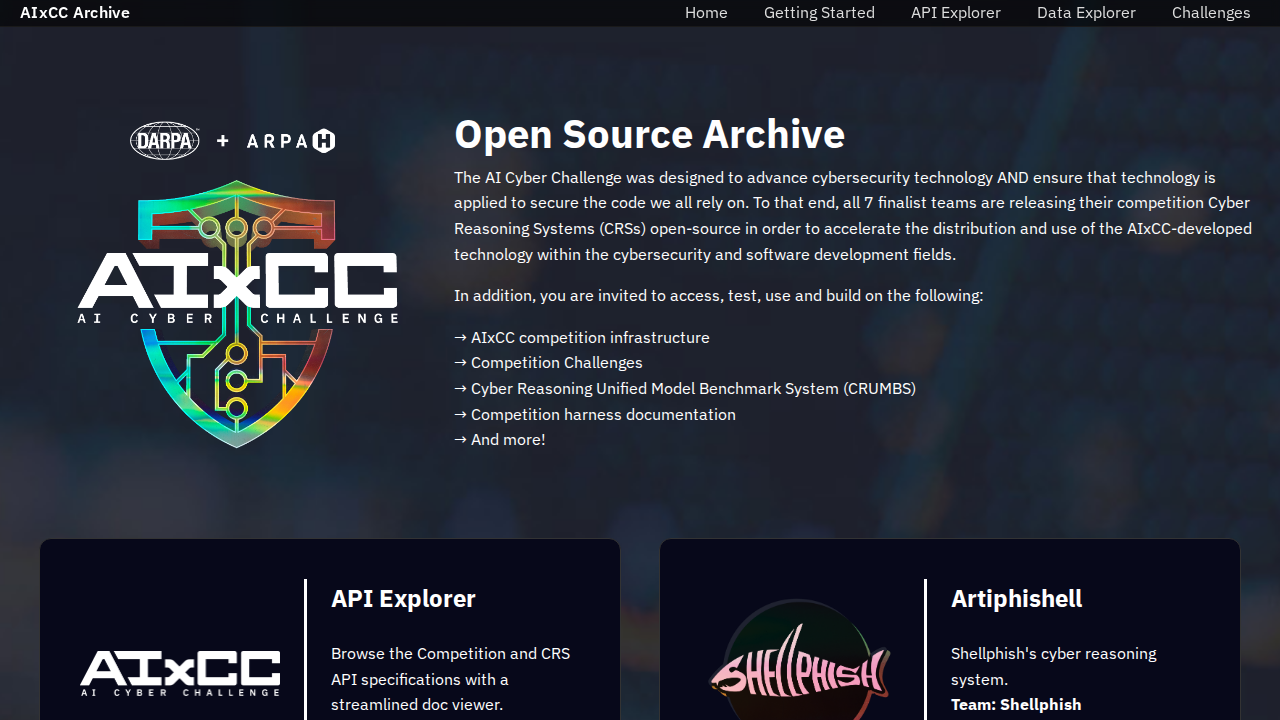 AIxCC Archive
Home
Getting Started
API Explorer
Data Explorer
Challenges
DARPA + ARPA H
AIxCC
AI CYBER CHALLENGE
Open Source Archive
The AI Cyber Challenge was designed to advance cybersecurity technology AND ensure that technology is
applied to secure the code we all rely on. To that end, all 7 finalist teams are releasing their competition Cyber
Reasoning Systems (CRSs) open-source in order to accelerate the distribution and use of the AIxCC-developed
technology within the cybersecurity and software development fields.
In addition, you are invited to access, test, use and build on the following:
→ AIxCC competition infrastructure
→ Competition Challenges
→ Cyber Reasoning Unified Model Benchmark System (CRUMBS)
→ Competition harness documentation
→ And more!
AIxCC
AI CYBER CHALLENGE
API Explorer
Browse the Competition and CRS
API specifications with a
streamlined doc viewer.
SHELLPHISH
Artiphishell
Shellphish's cyber reasoning
system.
Team: Shellphish